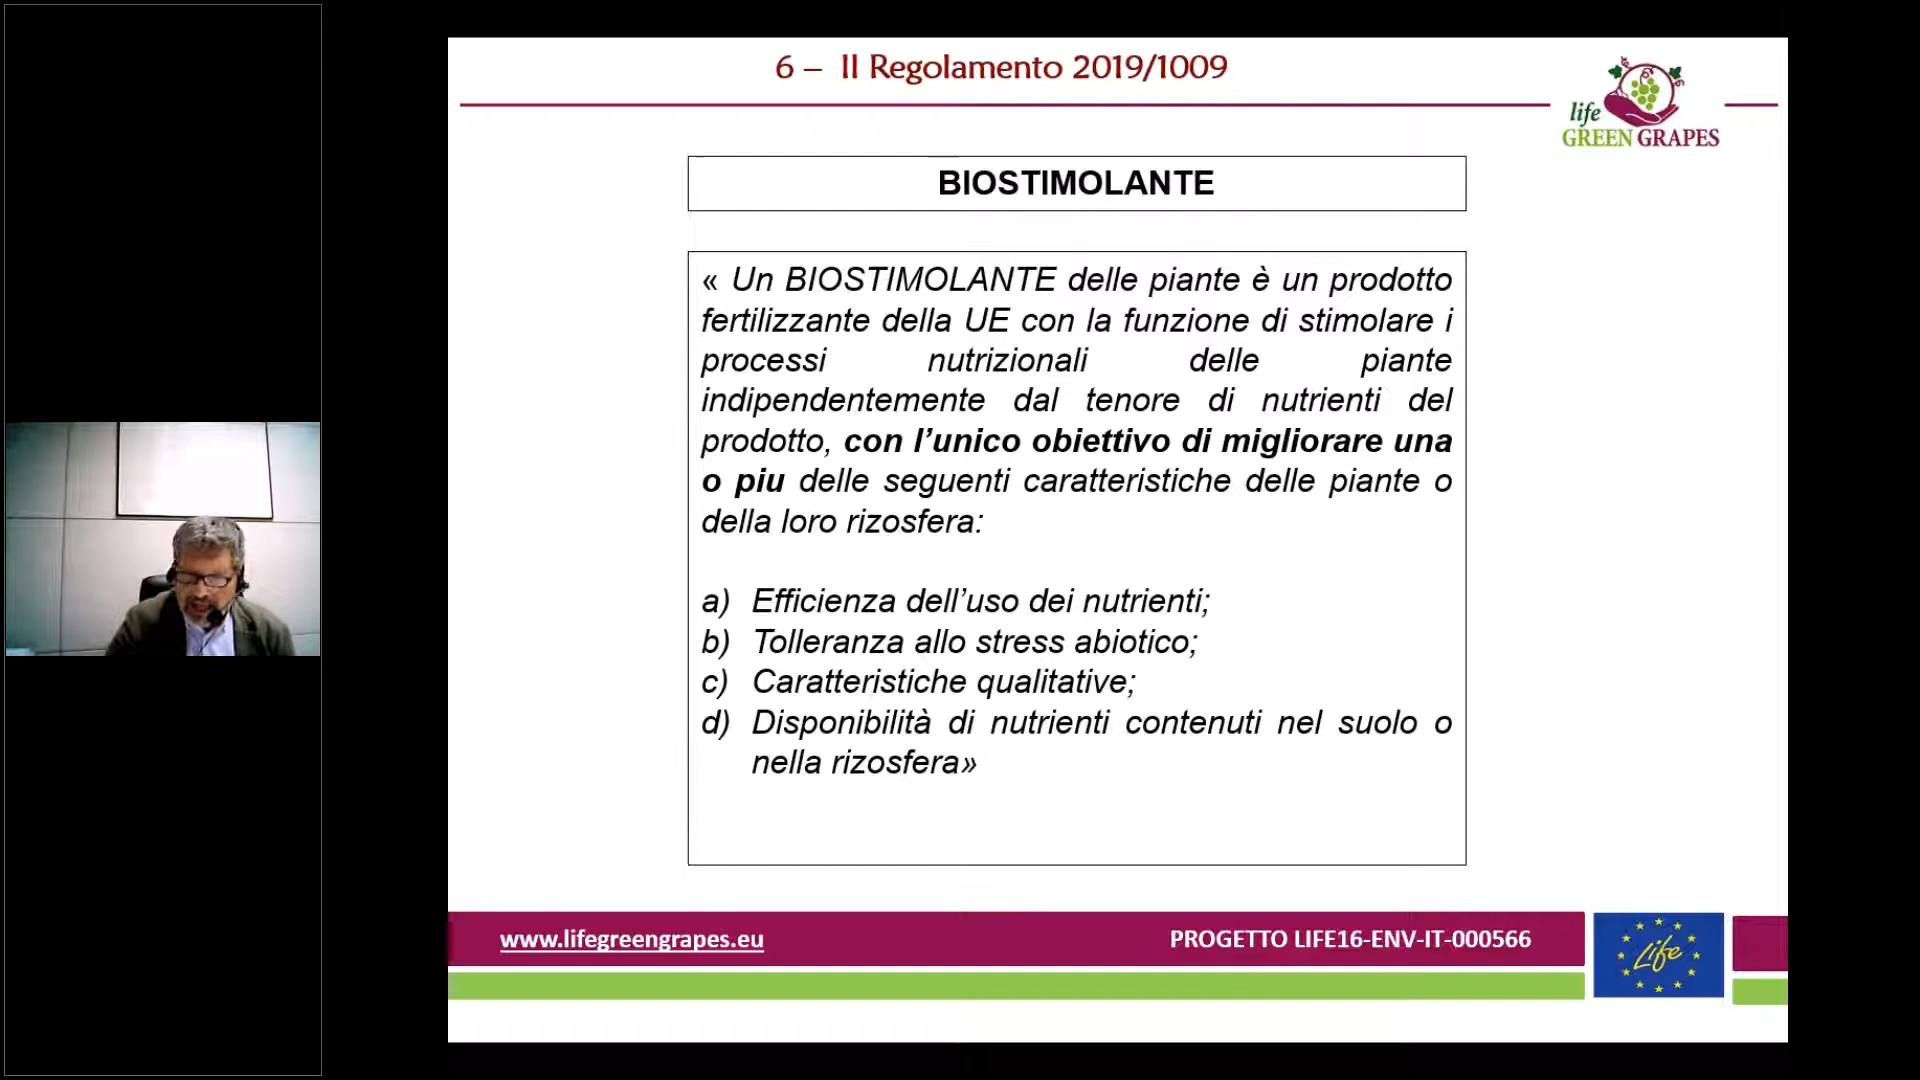 6 – Il Regolamento 2019/1009
life
GREEN GRAPES
BIOSTIMOLANTE
« Un BIOSTIMOLANTE delle piante è un prodotto
fertilizzante della UE con la funzione di stimolare i
processi nutrizionali delle piante
indipendentemente dal tenore di nutrienti del
prodotto, con l’unico obiettivo di migliorare una
o piu delle seguenti caratteristiche delle piante o
della loro rizosfera:
a) Efficienza dell’uso dei nutrienti;
b) Tolleranza allo stress abiotico;
c) Caratteristiche qualitative;
d) Disponibilità di nutrienti contenuti nel suolo o
nella rizosfera»
www.lifegreengrapes.eu
PROGETTO LIFE16-ENV-IT-000566
Life